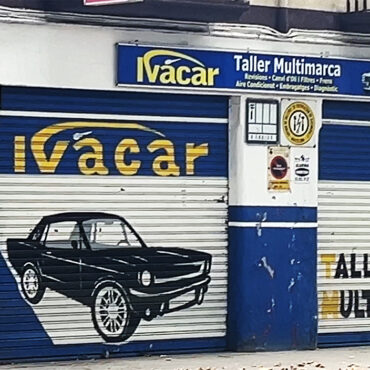 Ivacar
Taller Multimarca
Revisions • Canvi d'Oli i Filtres • Frens
Aire Condicionat • Embragatges • Diagnòstic
Ivacar
TALL
MULT